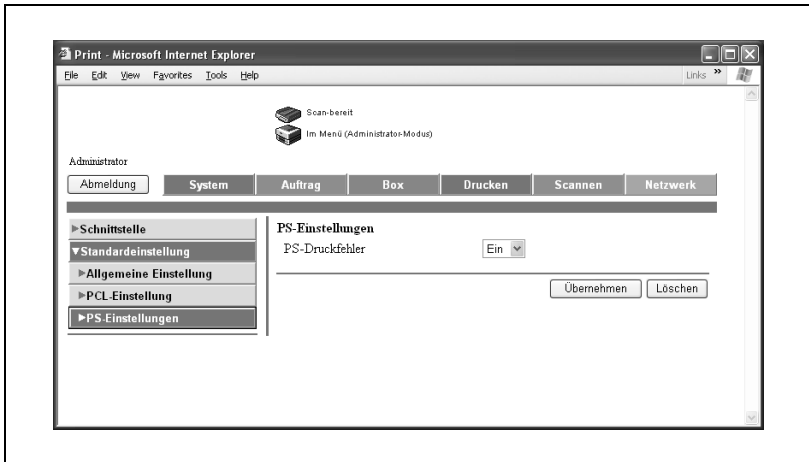 Print - Microsoft Internet Explorer
File Edit View Favorites Tools Help
Links »
Scan-bereit
Im Menü (Administrator-Modus)
Administrator
Abmeldung System Auftrag Box Drucken Scannen Netzwerk
►Schnittstelle
▼Standardeinstellung
►Allgemeine Einstellung
►PCL-Einstellung
►PS-Einstellungen
PS-Einstellungen
PS-Druckfehler Ein
Übernehmen Löschen